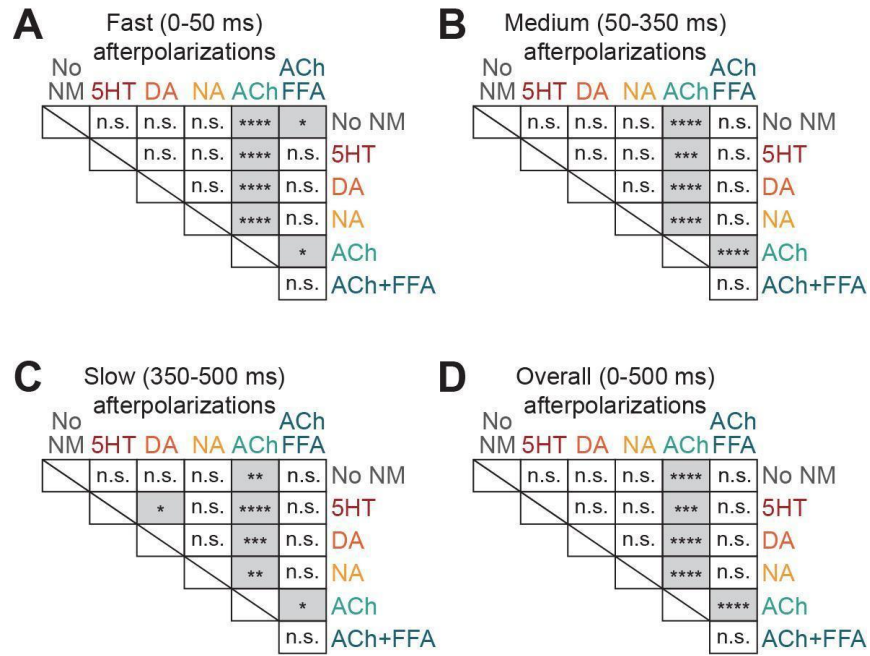 A
Fast (0-50 ms)
afterpolarizations
No
NM 5HT DA NA ACh ACh
FFA
n.s. n.s. n.s. **** * No NM
n.s. n.s. **** n.s. 5HT
n.s. **** n.s. DA
**** n.s. NA
* ACh
n.s. ACh+FFA
B
Medium (50-350 ms)
afterpolarizations
No
NM 5HT DA NA ACh ACh
FFA
n.s. n.s. n.s. **** n.s. No NM
n.s. n.s. *** n.s. 5HT
n.s. **** n.s. DA
**** n.s. NA
**** ACh
n.s. ACh+FFA
C
Slow (350-500 ms)
afterpolarizations
No
NM 5HT DA NA ACh ACh
FFA
n.s. n.s. n.s. ** n.s. No NM
* n.s. **** n.s. 5HT
n.s. *** n.s. DA
** n.s. NA
* ACh
n.s. ACh+FFA
D
Overall (0-500 ms)
afterpolarizations
No
NM 5HT DA NA ACh ACh
FFA
n.s. n.s. n.s. **** n.s. No NM
n.s. n.s. *** n.s. 5HT
n.s. **** n.s. DA
**** n.s. NA
**** ACh
n.s. ACh+FFA